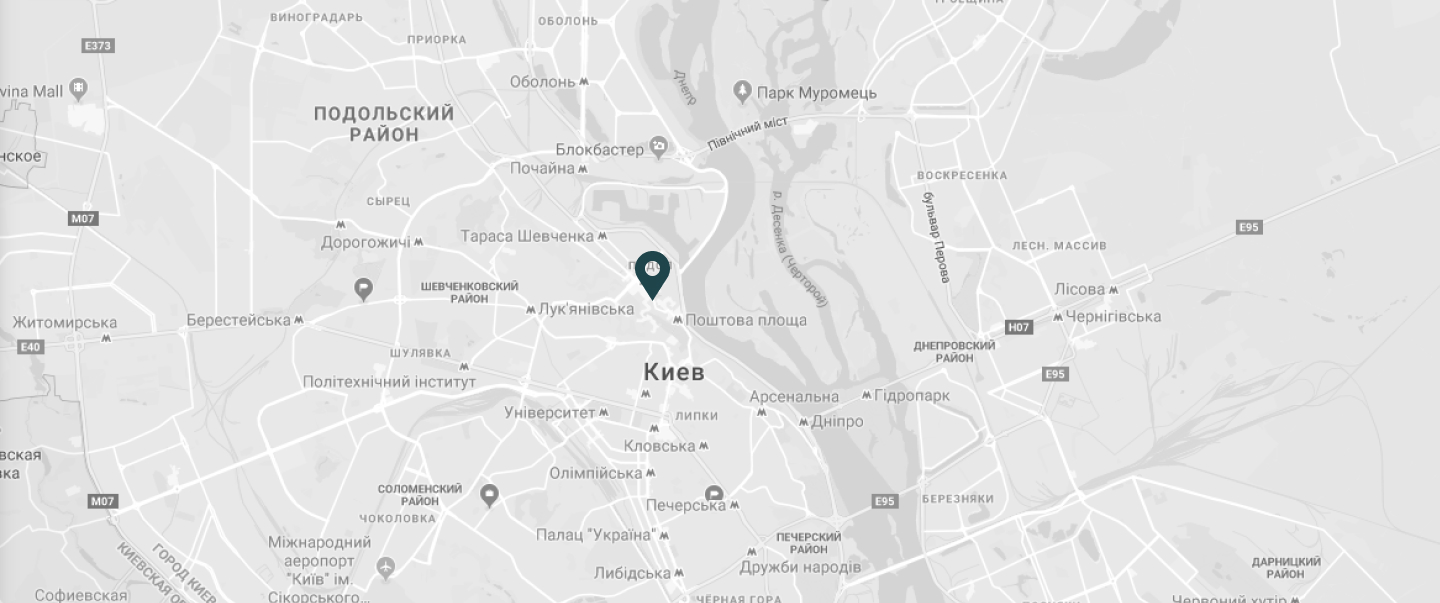 ВИНОГРАДАРЬ
ОБОЛОНЬ
ПРИОРКА
E373
Оболонь
Днепр
vina Mall
Парк Муромець
ПОДОЛЬСКИЙ
РАЙОН
Північний міст
Блокбастер
Почайна
нское
ВОСКРЕСЕНКА
СЫРЕЦ
р. Десенка (Черторой)
бульвар Перова
M07
E95
Тараса Шевченка
Дорогожичі
ЛЕСН. МАССИВ
ШЕВЧЕНКОВСКИЙ
РАЙОН
Лісова
Лук'янівська
Житомирська
Берестейська
Поштова площа
Чернігівська
H07
E40
ДНЕПРОВСКИЙ
РАЙОН
ШУЛЯВКА
Киев
E95
Політехнічний інститут
Арсенальна
Гідропарк
Університет
ЛИПКИ
Дніпро
Кловська
вская
вка
Олімпійська
СОЛОМЕНСКИЙ
РАЙОН
M07
Печерська
E95
БЕРЕЗНЯКИ
ЧОКОЛОВКА
Палац "Україна"
ПЕЧЕРСКИЙ
РАЙОН
Міжнародний
аеропорт
"Київ" ім.
Сікорського...
ГОРОД КИЕВ
КИЕВСКАЯ
Дружби народів
ДАРНИЦКИЙ
РАЙОН
Либідська
Софиевская
ЧЁРНАЯ ГОРА
Червоний хутір